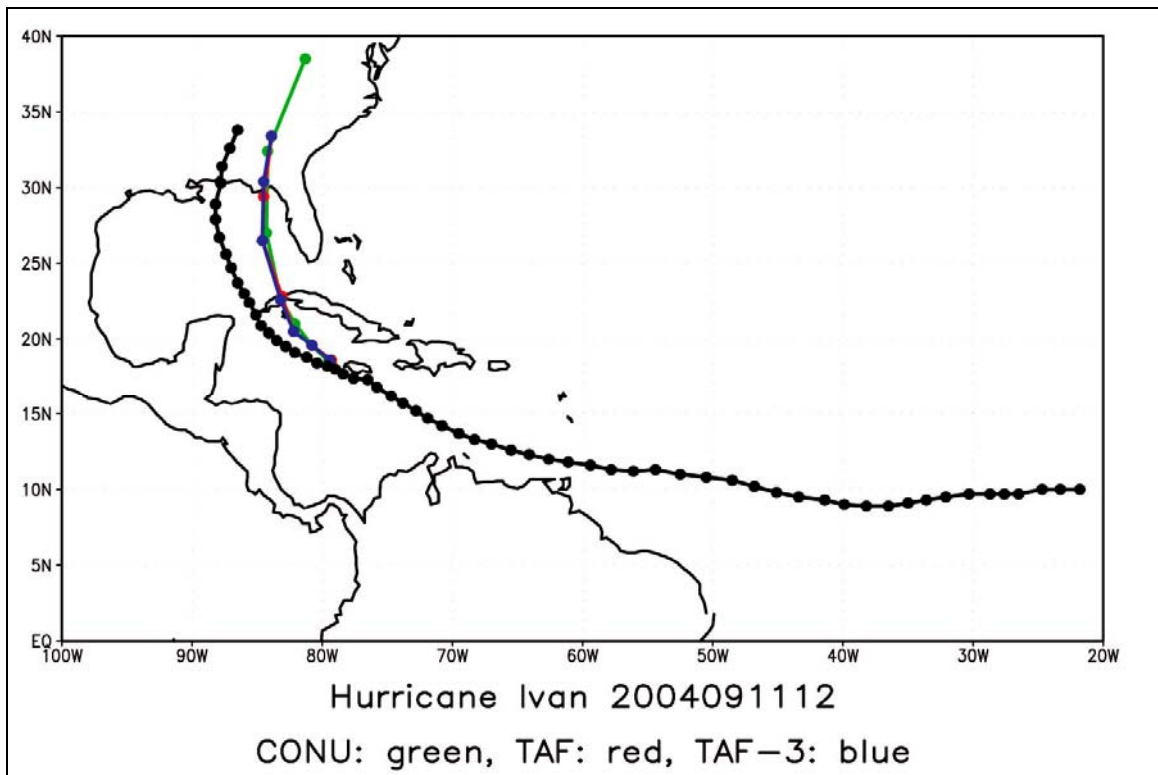 40N
35N
30N
25N
20N
15N
10N
5N
EQ
100W 90W 80W 70W 60W 50W 40W 30W 20W
Hurricane Ivan 2004091112
CONU: green, TAF: red, TAF-3: blue